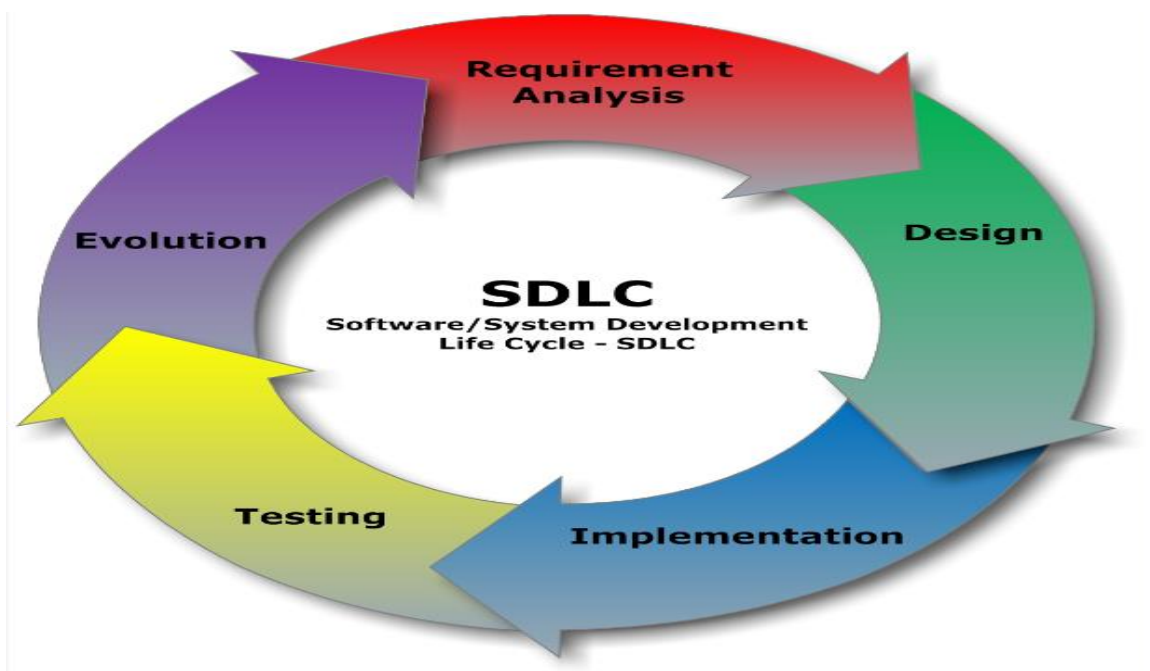 Requirement
Analysis
Design
Evolution
SDLC
Software/System Development
Life Cycle - SDLC
Testing
Implementation